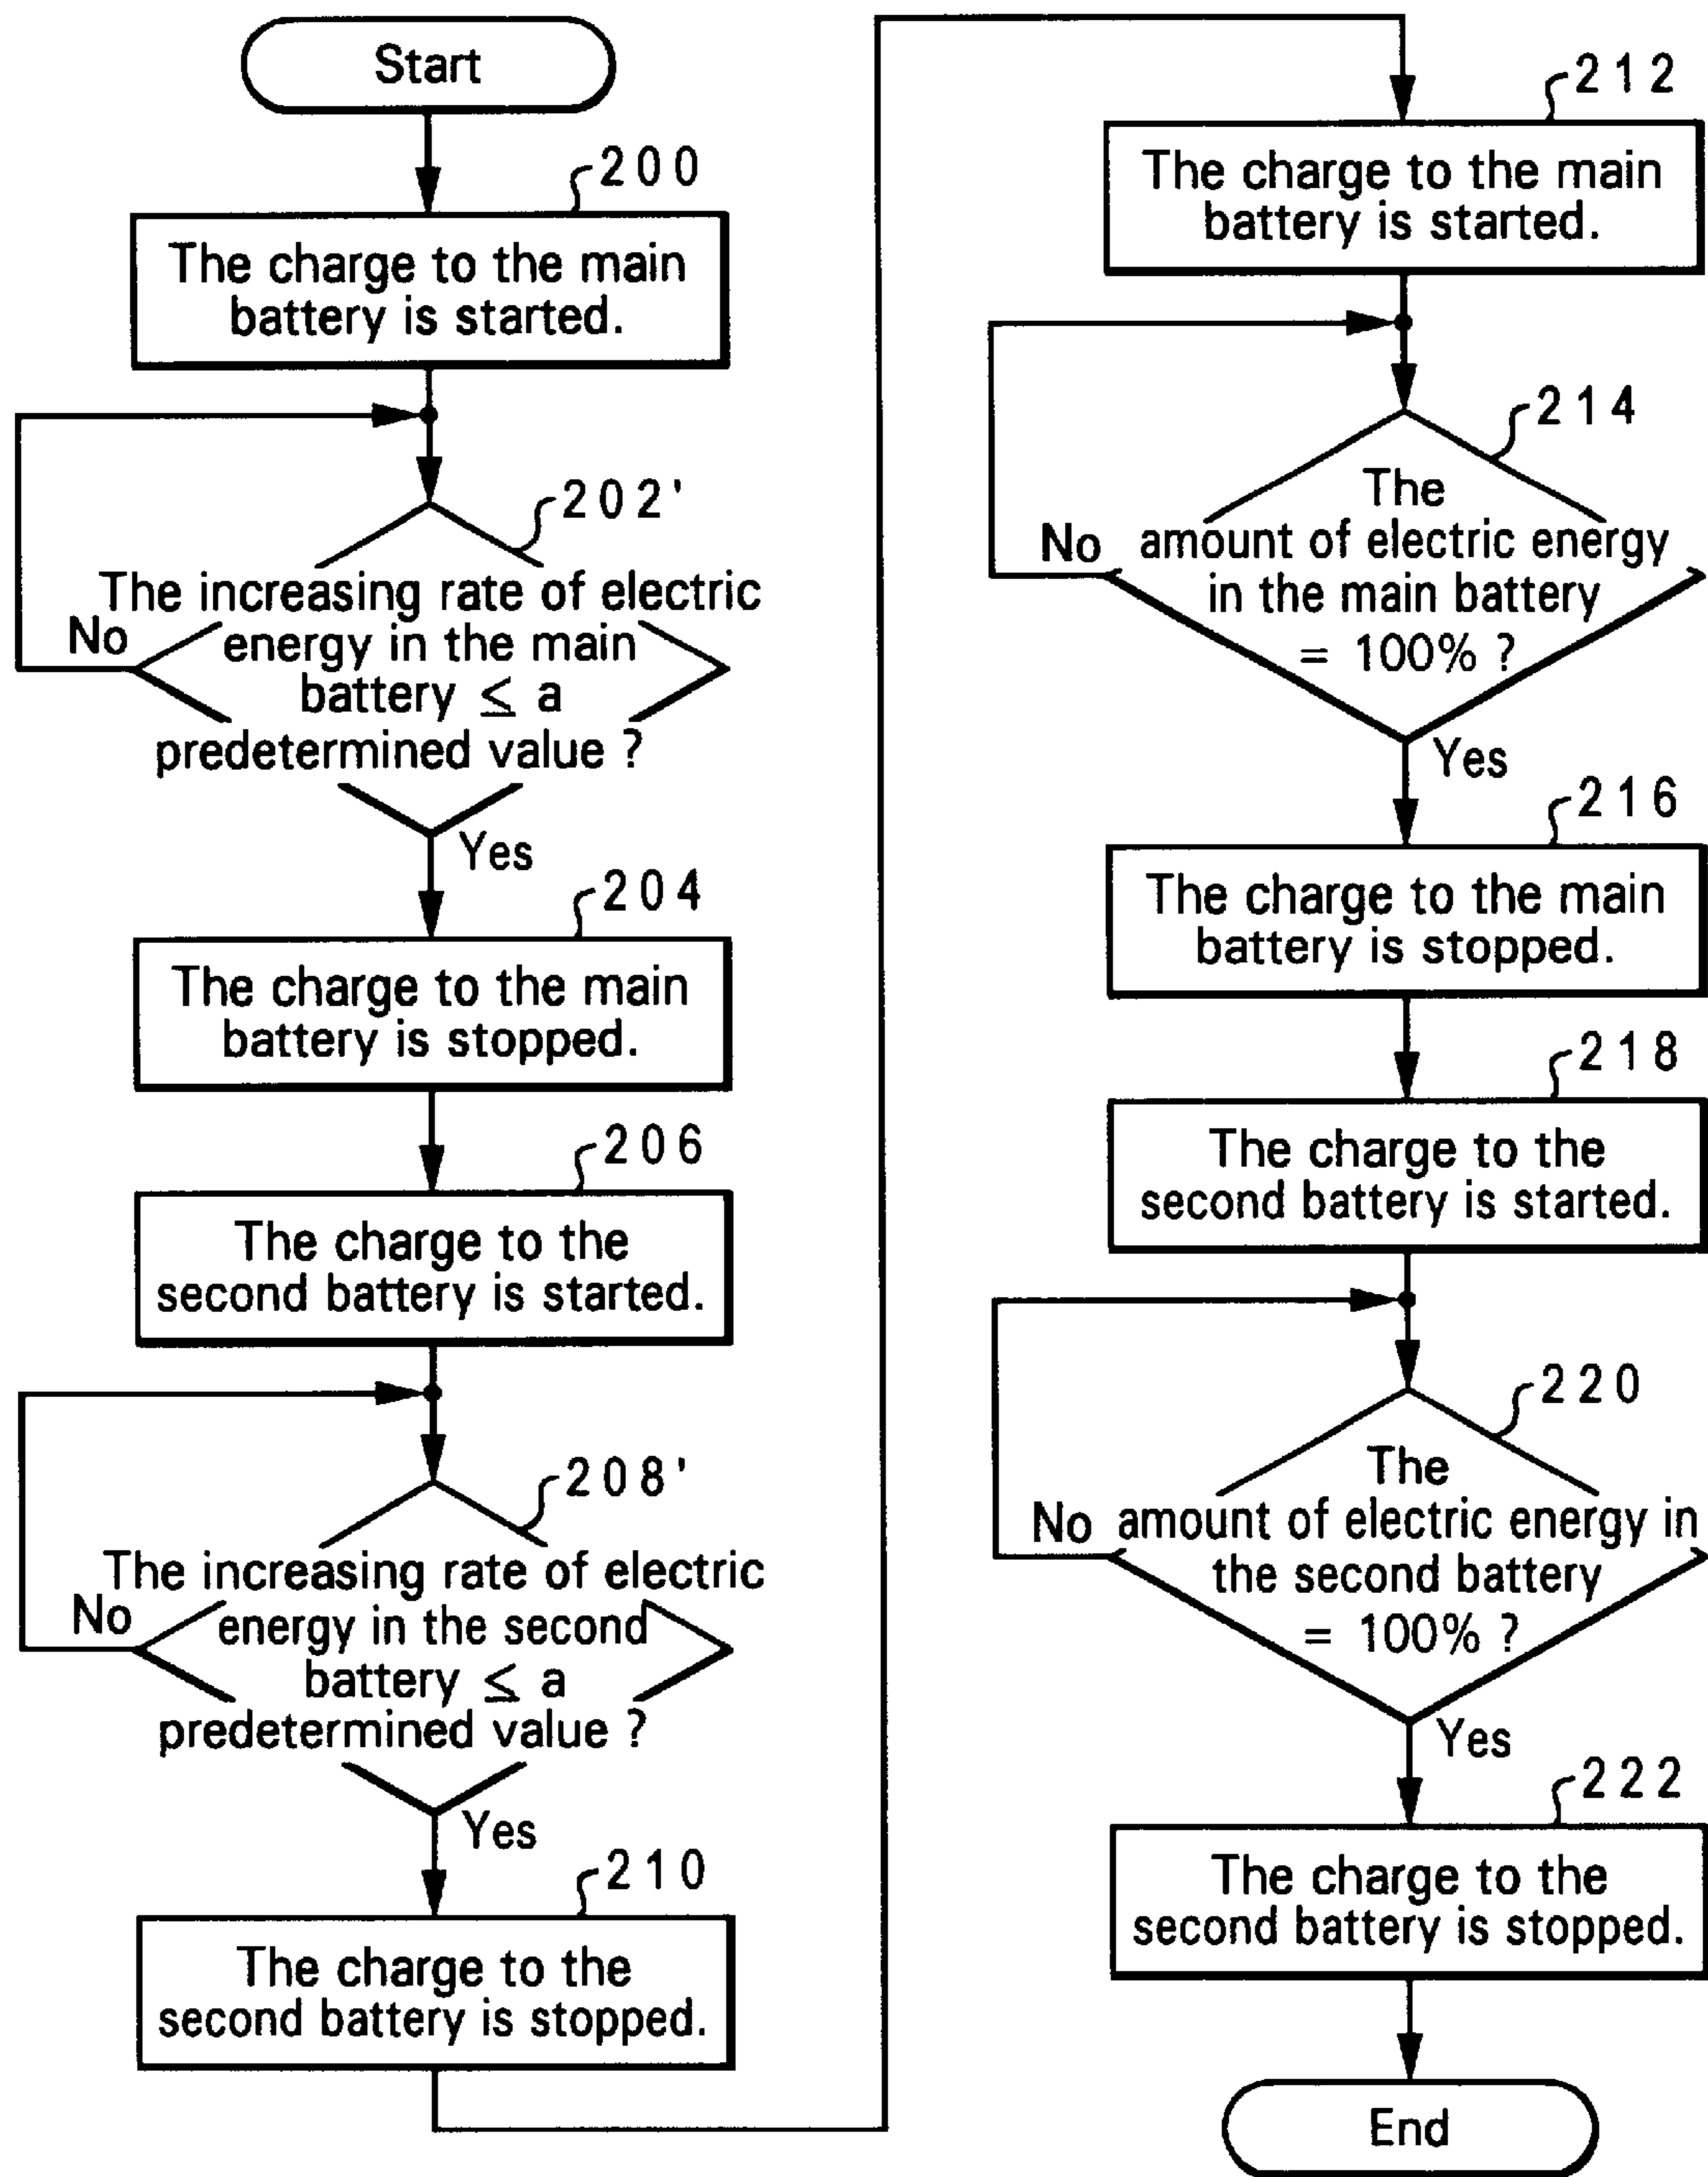 Start
200
The charge to the main
battery is started.
202'
The increasing rate of electric
energy in the main
battery ≤ a
predetermined value ?
No
Yes
204
The charge to the main
battery is stopped.
206
The charge to the
second battery is started.
208'
The increasing rate of electric
energy in the second
battery ≤ a
predetermined value ?
No
Yes
210
The charge to the
second battery is stopped.
212
The charge to the main
battery is started.
214
The
amount of electric energy
in the main battery
= 100% ?
No
Yes
216
The charge to the main
battery is stopped.
218
The charge to the
second battery is started.
220
The
amount of electric energy in
the second battery
= 100% ?
No
Yes
222
The charge to the
second battery is stopped.
End